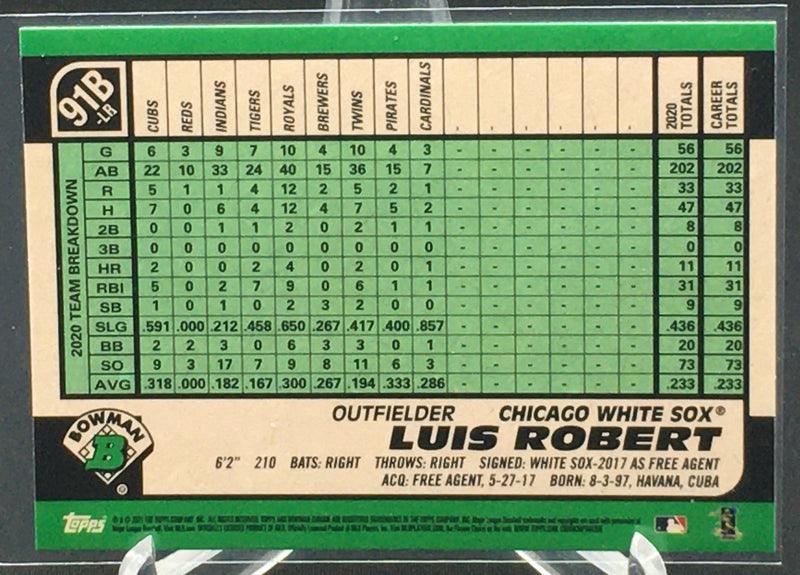 91B
-LR
CUBS REDS INDIANS TIGERS ROYALS BREWERS TWINS PIRATES CARDINALS - - - - - - 2020 TOTALS CAREER TOTALS
2020 TEAM BREAKDOWN
G 6 3 9 7 10 4 10 4 3 - - - - - - 56 56
AB 22 10 33 24 40 15 36 15 7 - - - - - - 202 202
R 5 1 1 4 12 2 5 2 1 - - - - - - 33 33
H 7 0 6 4 12 4 7 5 2 - - - - - - 47 47
2B 0 0 1 1 2 0 2 1 1 - - - - - - 8 8
3B 0 0 0 0 0 0 0 0 0 - - - - - - 0 0
HR 2 0 0 2 4 0 2 0 1 - - - - - - 11 11
RBI 5 0 2 7 9 0 6 1 1 - - - - - - 31 31
SB 1 0 1 0 2 3 2 0 0 - - - - - - 9 9
SLG .591 .000 .212 .458 .650 .267 .417 .400 .857 - - - - - - .436 .436
BB 2 2 3 0 6 3 3 0 1 - - - - - - 20 20
SO 9 3 17 7 9 8 11 6 3 - - - - - - 73 73
AVG .318 .000 .182 .167 .300 .267 .194 .333 .286 - - - - - - .233 .233
BOWMAN
B
®
OUTFIELDER CHICAGO WHITE SOX®
LUIS ROBERT
6'2" 210 BATS: RIGHT THROWS: RIGHT SIGNED: WHITE SOX-2017 AS FREE AGENT
ACQ: FREE AGENT, 5-27-17 BORN: 8-3-97, HAVANA, CUBA
Topps